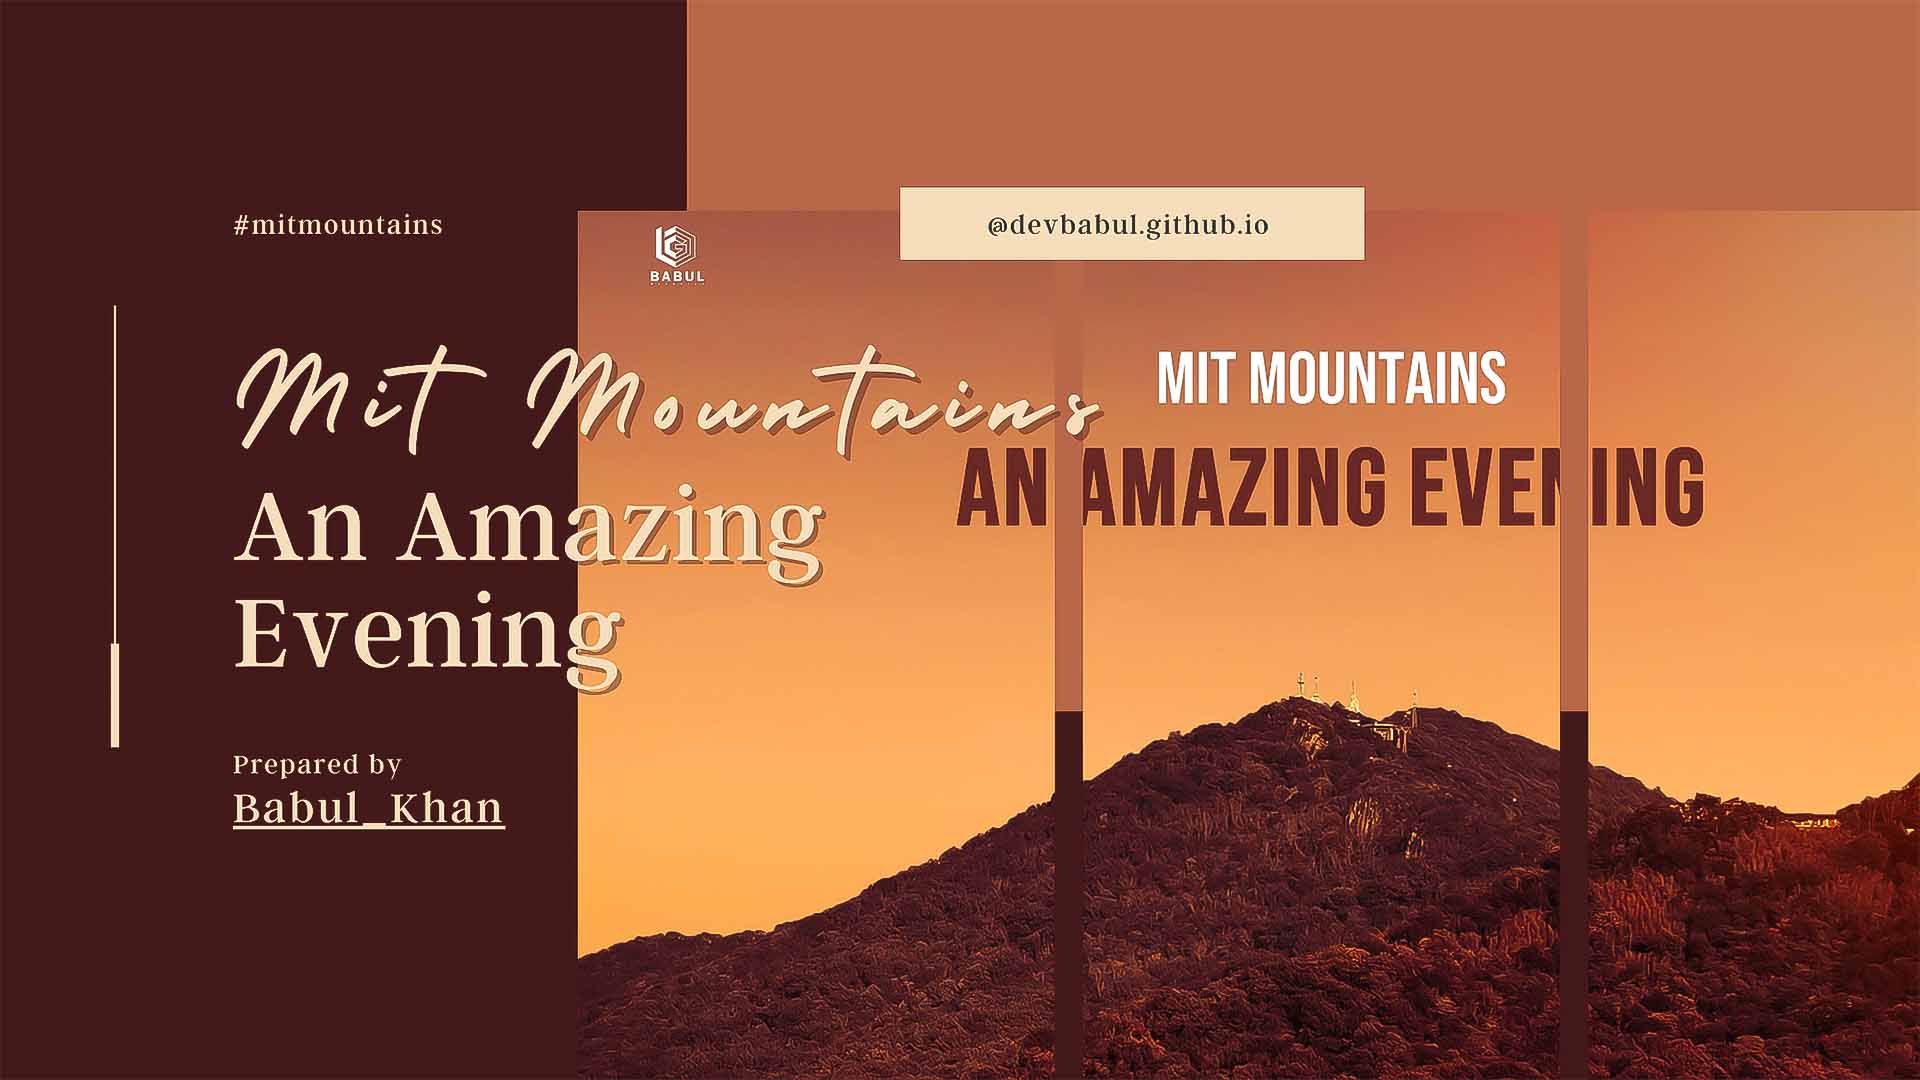 #mitmountains
@devbabul.github.io
BABUL
Mit Mountains
An Amazing
Evening
MIT MOUNTAINS
AN AMAZING EVENING
Prepared by
Babul_Khan